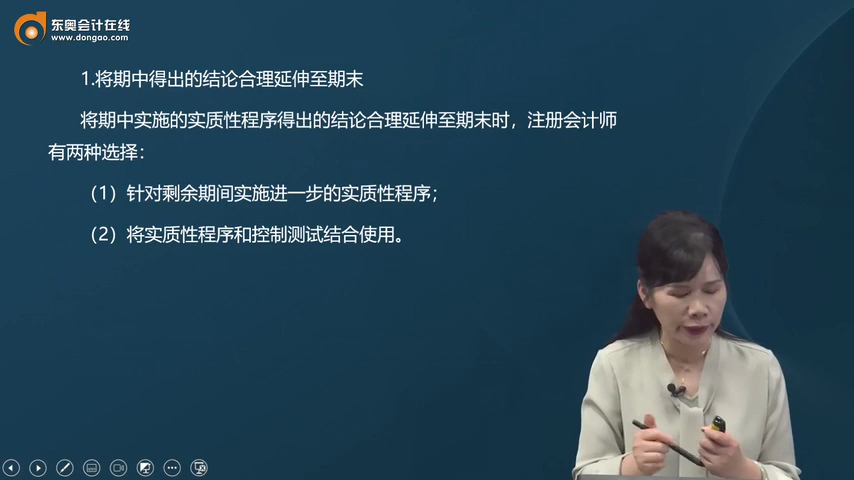 东奥会计在线
www.dongao.com
1.将期中得出的结论合理延伸至期末
将期中实施的实质性程序得出的结论合理延伸至期末时，注册会计师
有两种选择：
（1）针对剩余期间实施进一步的实质性程序；
（2）将实质性程序和控制测试结合使用。